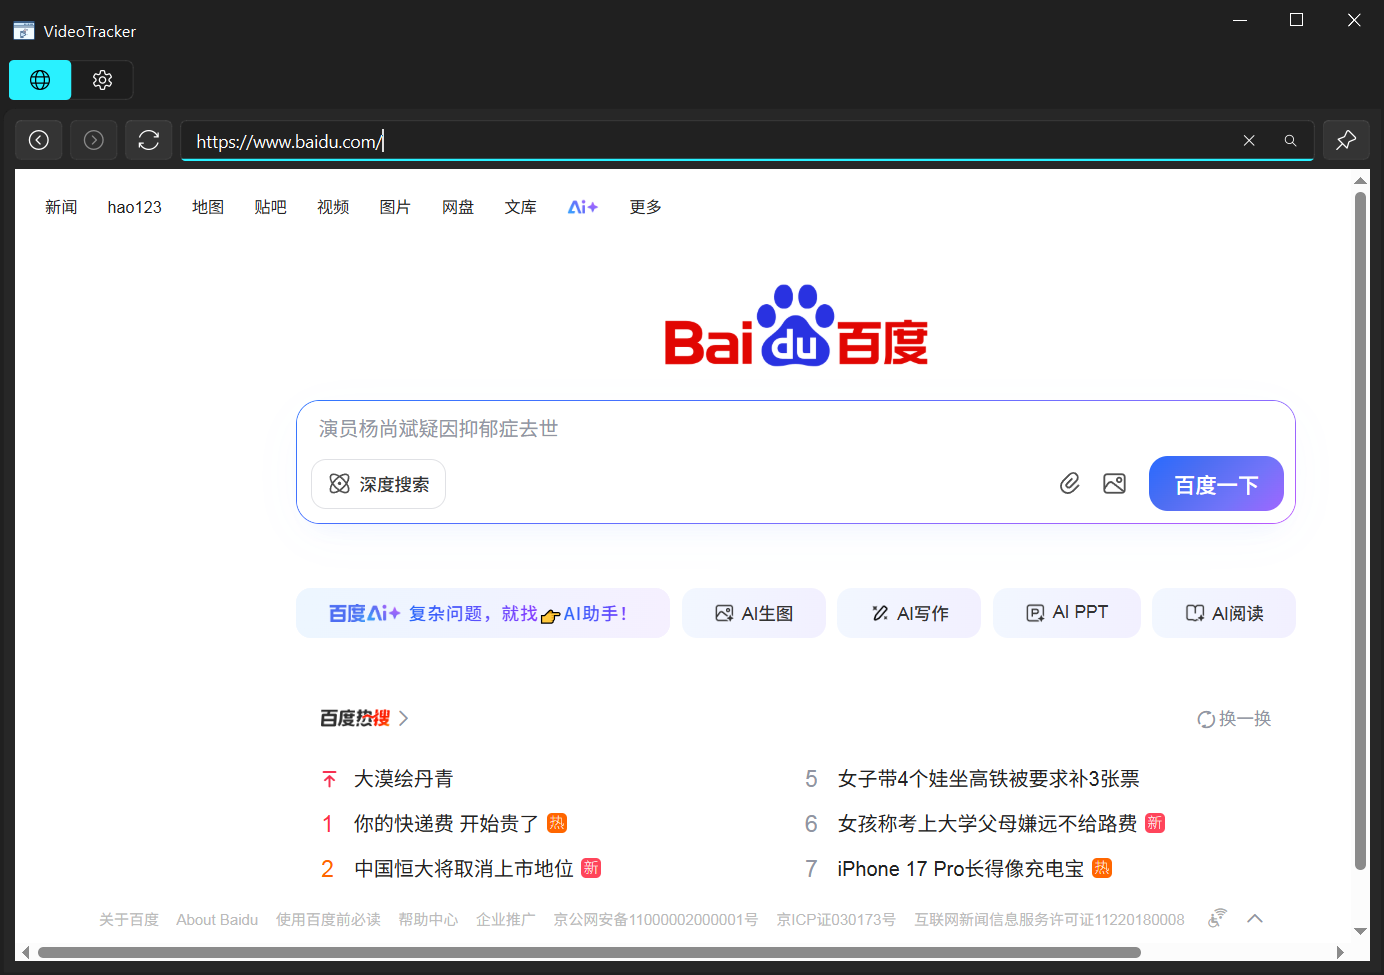 VideoTracker
https://www.baidu.com/
新闻 hao123 地图 贴吧 视频 图片 网盘 文库 Ai+ 更多
Baidu百度
演员杨尚斌疑因抑郁症去世
深度搜索 百度一下
百度Ai+ 复杂问题，就找👉AI助手！ AI生图 AI写作 AI PPT AI阅读
百度热搜 换一换
大漠绘丹青
1 你的快递费 开始贵了 热
2 中国恒大将取消上市地位 新
5 女子带4个娃坐高铁被要求补3张票
6 女孩称考上大学父母嫌远不给路费 新
7 iPhone 17 Pro长得像充电宝 热
关于百度 About Baidu 使用百度前必读 帮助中心 企业推广 京公网安备11000002000001号 京ICP证030173号 互联网新闻信息服务许可证11220180008